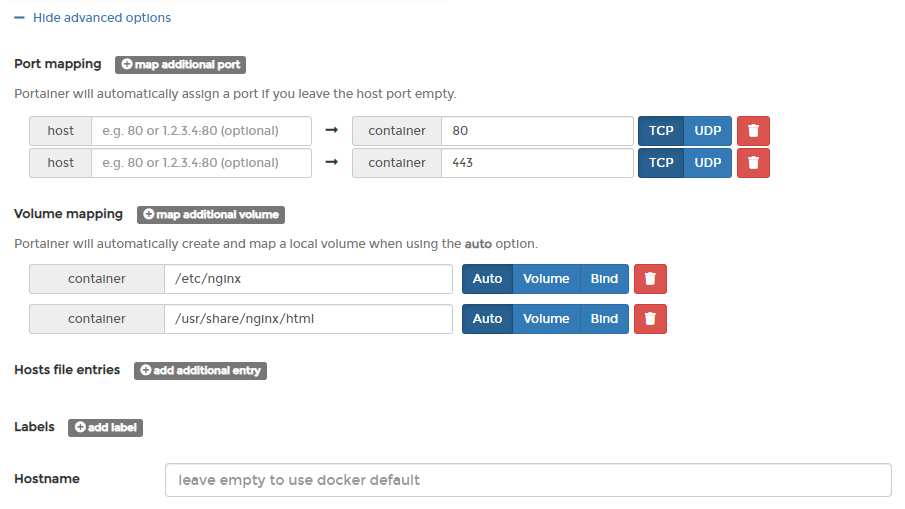 Hide advanced options
Port mapping map additional port
Portainer will automatically assign a port if you leave the host port empty.
host e.g. 80 or 1.2.3.4:80 (optional) → container 80 TCP UDP
host e.g. 80 or 1.2.3.4:80 (optional) → container 443 TCP UDP
Volume mapping map additional volume
Portainer will automatically create and map a local volume when using the auto option.
container /etc/nginx Auto Volume Bind
container /usr/share/nginx/html Auto Volume Bind
Hosts file entries add additional entry
Labels add label
Hostname leave empty to use docker default